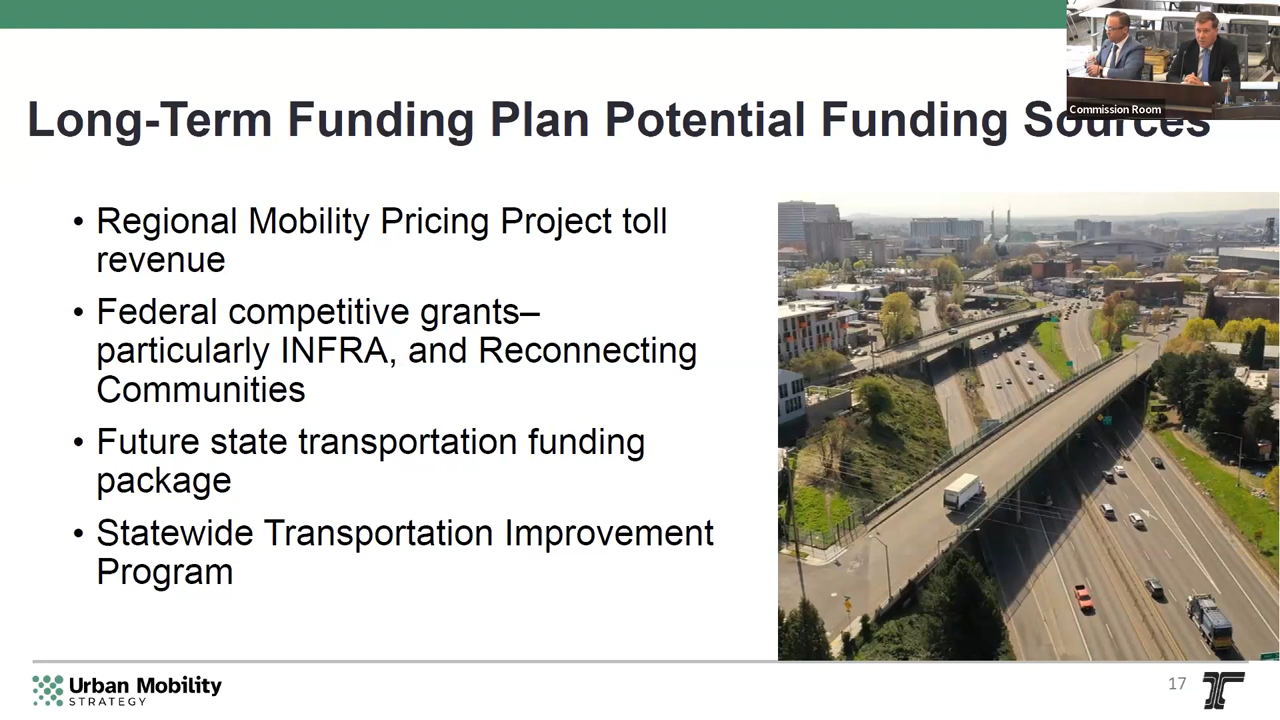 Commission Room
Long-Term Funding Plan Potential Funding Sources
• Regional Mobility Pricing Project toll
revenue
• Federal competitive grants–
particularly INFRA, and Reconnecting
Communities
• Future state transportation funding
package
• Statewide Transportation Improvement
Program
Urban Mobility
STRATEGY
17